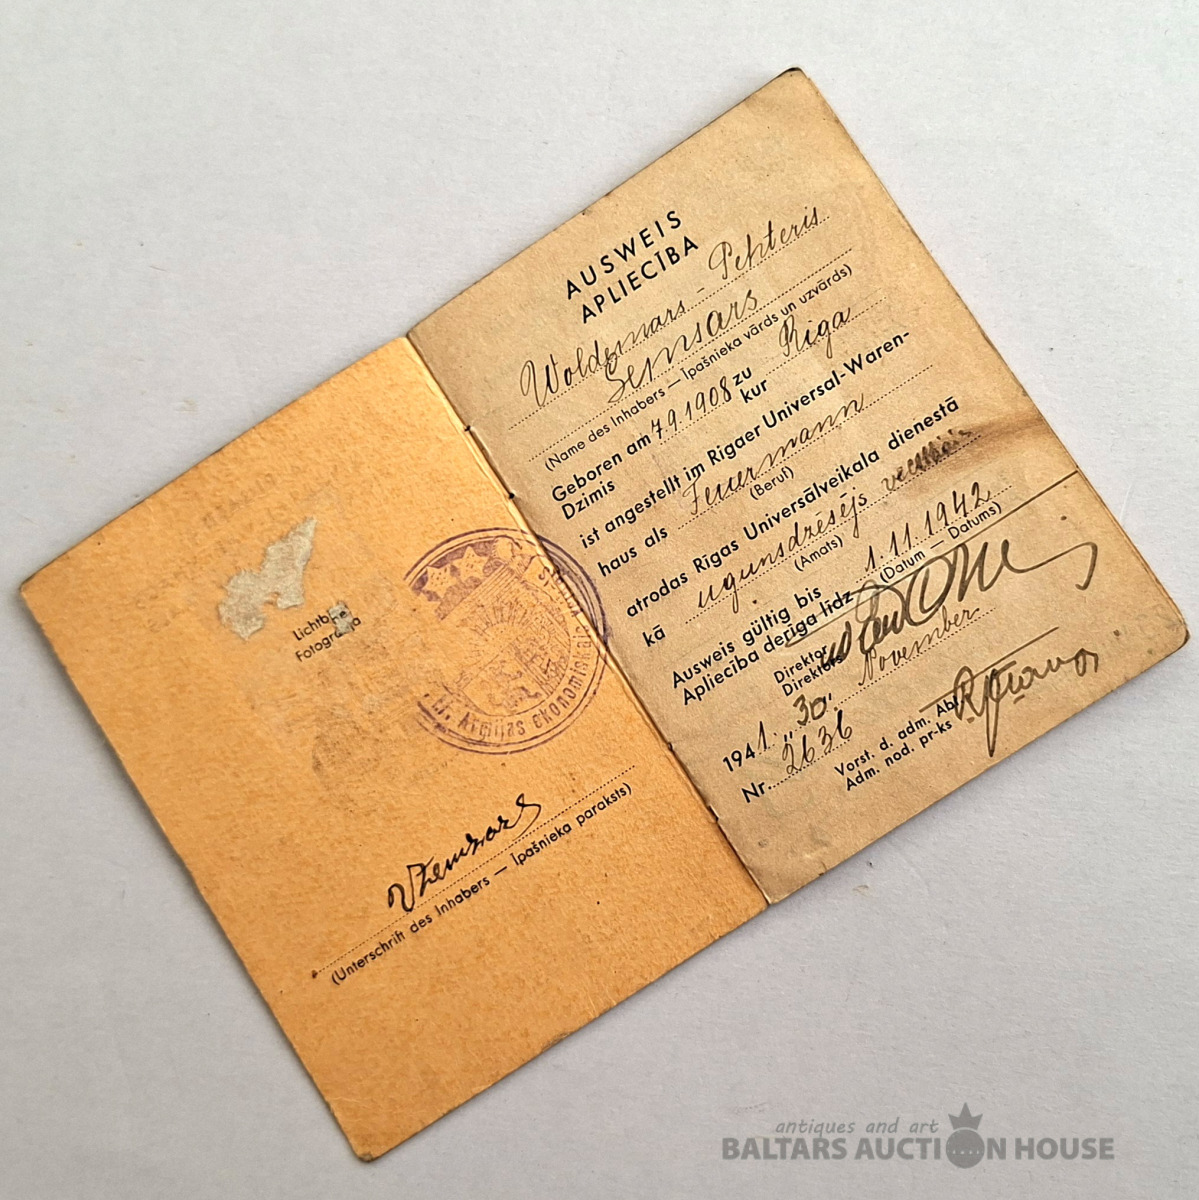 AUSWEIS
APLIECĪBA
Woldemars-Pehteris
Semsars
(Name des Inhabers — Īpašnieka vārds un uzvārds)
Geboren am 7.9.1908 zu Riga
Dzimis kur
ist angestellt im Rigaer Universal-Waren-
haus als Feuermann
(Beruf)
atrodas Rīgas Universālveikala dienestā
kā ugunsdzēsējs
(Amats)
Ausweis gültig bis
Apliecība derīga līdz 1.11.1942
(Datum — Datums)
Direktor
Direktors
1941. „30" November
Nr. 2636
Vorst. d. adm. Abt.
Adm. nod. pr-ks
Lichtbild
Fotografija
ekonomiskais
(Unterschrift des Inhabers — Īpašnieka paraksts)
antiques and art
BALTARS AUCTION HOUSE